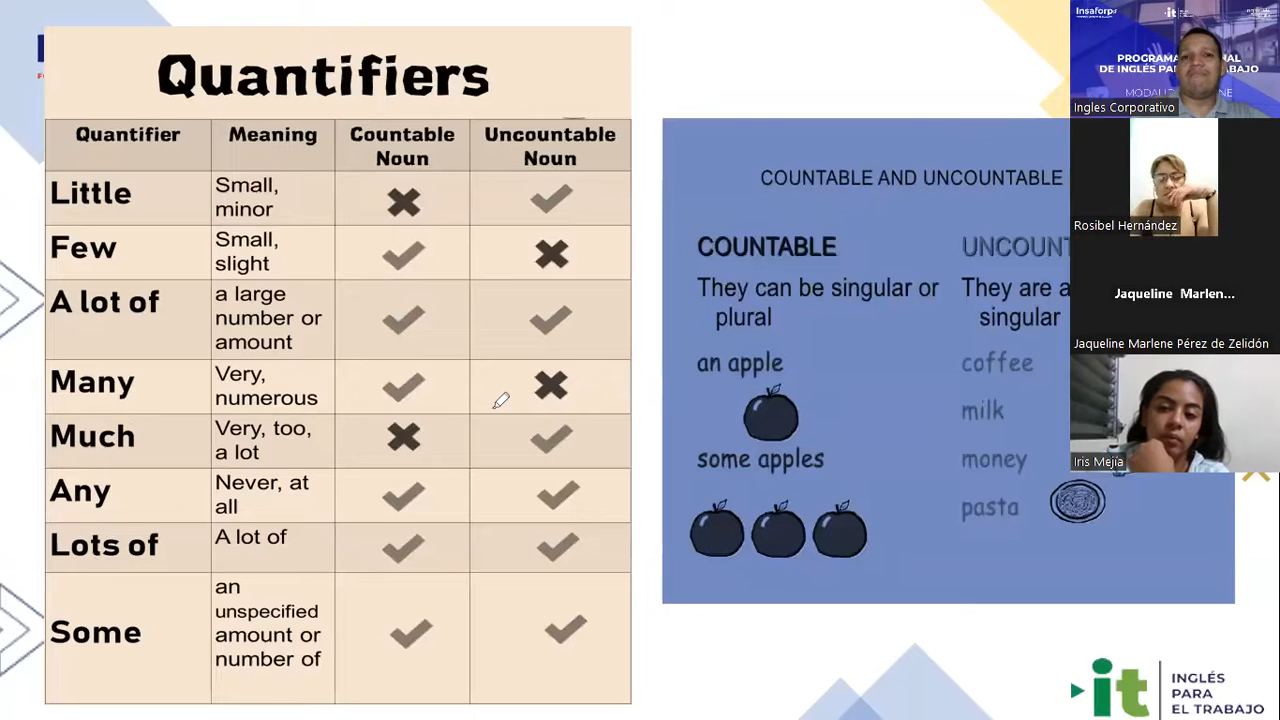 Quantifiers
Quantifier
Meaning
Countable
Noun
Uncountable
Noun
Little
Small,
minor
Few
Small,
slight
A lot of
a large
number or
amount
Many
Very,
numerous
Much
Very, too,
a lot
Any
Never, at
all
Lots of
A lot of
Some
an
unspecified
amount or
number of
COUNTABLE AND UNCOUNTABLE
COUNTABLE
They can be singular or
plural
an apple
some apples
They are a
singular
coffee
milk
money
pasta
Insaforp
it
Ingles Corporativo
Rosibel Hernández
Jaqueline Marlen...
Jaqueline Marlene Pérez de Zelidón
Iris Mejia
it
INGLÉS
PARA
EL TRABAJO